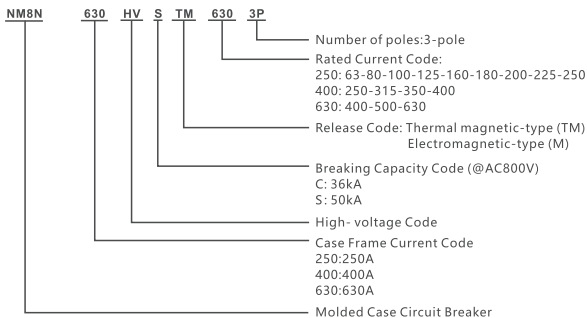 NM8N 630 HV S TM 630 3P
Number of poles:3-pole
Rated Current Code:
250: 63-80-100-125-160-180-200-225-250
400: 250-315-350-400
630: 400-500-630
Release Code: Thermal magnetic-type (TM)
Electromagnetic-type (M)
Breaking Capacity Code (@AC800V)
C: 36kA
S: 50kA
High- voltage Code
Case Frame Current Code
250:250A
400:400A
630:630A
Molded Case Circuit Breaker